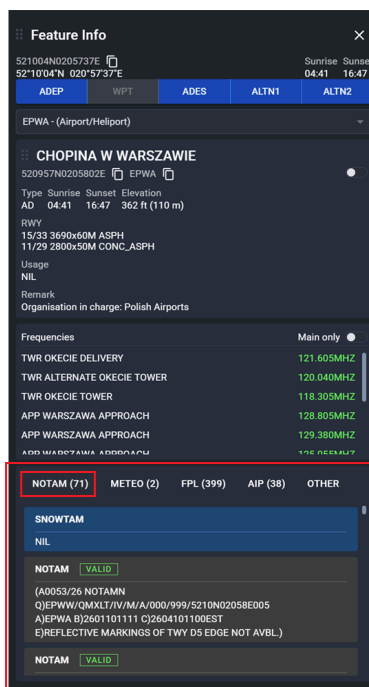 Feature Info
521004N0205737E
52°10'04"N 020°57'37"E
Sunrise Sunse
04:41 16:47
ADEP WPT ADES ALTN1 ALTN2
EPWA - (Airport/Heliport)
CHOPINA W WARSZAWIE
520957N0205802E EPWA
Type Sunrise Sunset Elevation
AD 04:41 16:47 362 ft (110 m)
RWY
15/33 3690x60M ASPH
11/29 2800x50M CONC_ASPH
Usage
NIL
Remark
Organisation in charge: Polish Airports
Frequencies Main only
TWR OKECIE DELIVERY 121.605MHZ
TWR ALTERNATE OKECIE TOWER 120.040MHZ
TWR OKECIE TOWER 118.305MHZ
APP WARSZAWA APPROACH 128.805MHZ
APP WARSZAWA APPROACH 129.380MHZ
APP WARSZAWA APPROACH 125.055MHZ
NOTAM (71) METEO (2) FPL (399) AIP (38) OTHER
SNOWTAM
NIL
NOTAM VALID
(A0053/26 NOTAMN
Q)EPWW/QMXLT/IV/M/A/000/999/5210N02058E005
A)EPWA B)2601101111 C)2604101100EST
E)REFLECTIVE MARKINGS OF TWY D5 EDGE NOT AVBL.)
NOTAM VALID